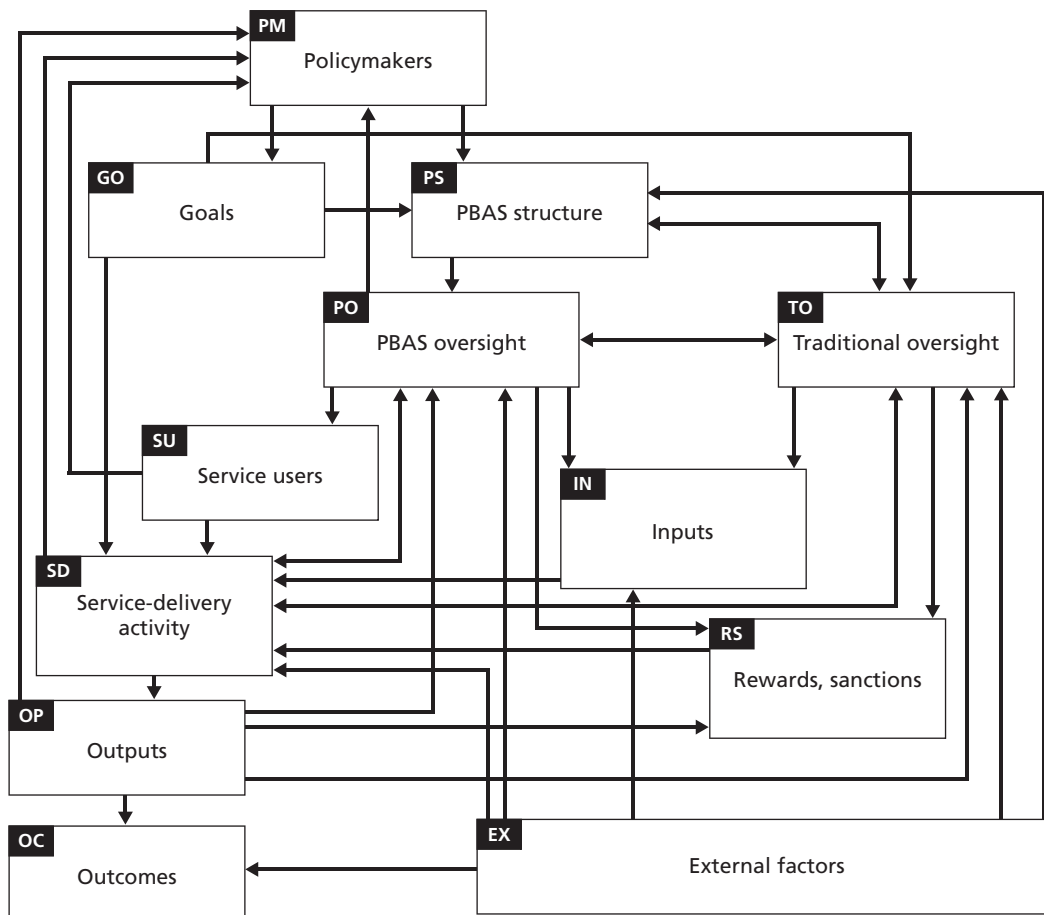 PM
Policymakers
GO
Goals
PS
PBAS structure
PO
PBAS oversight
TO
Traditional oversight
SU
Service users
IN
Inputs
SD
Service-delivery
activity
RS
Rewards, sanctions
OP
Outputs
OC
Outcomes
EX
External factors